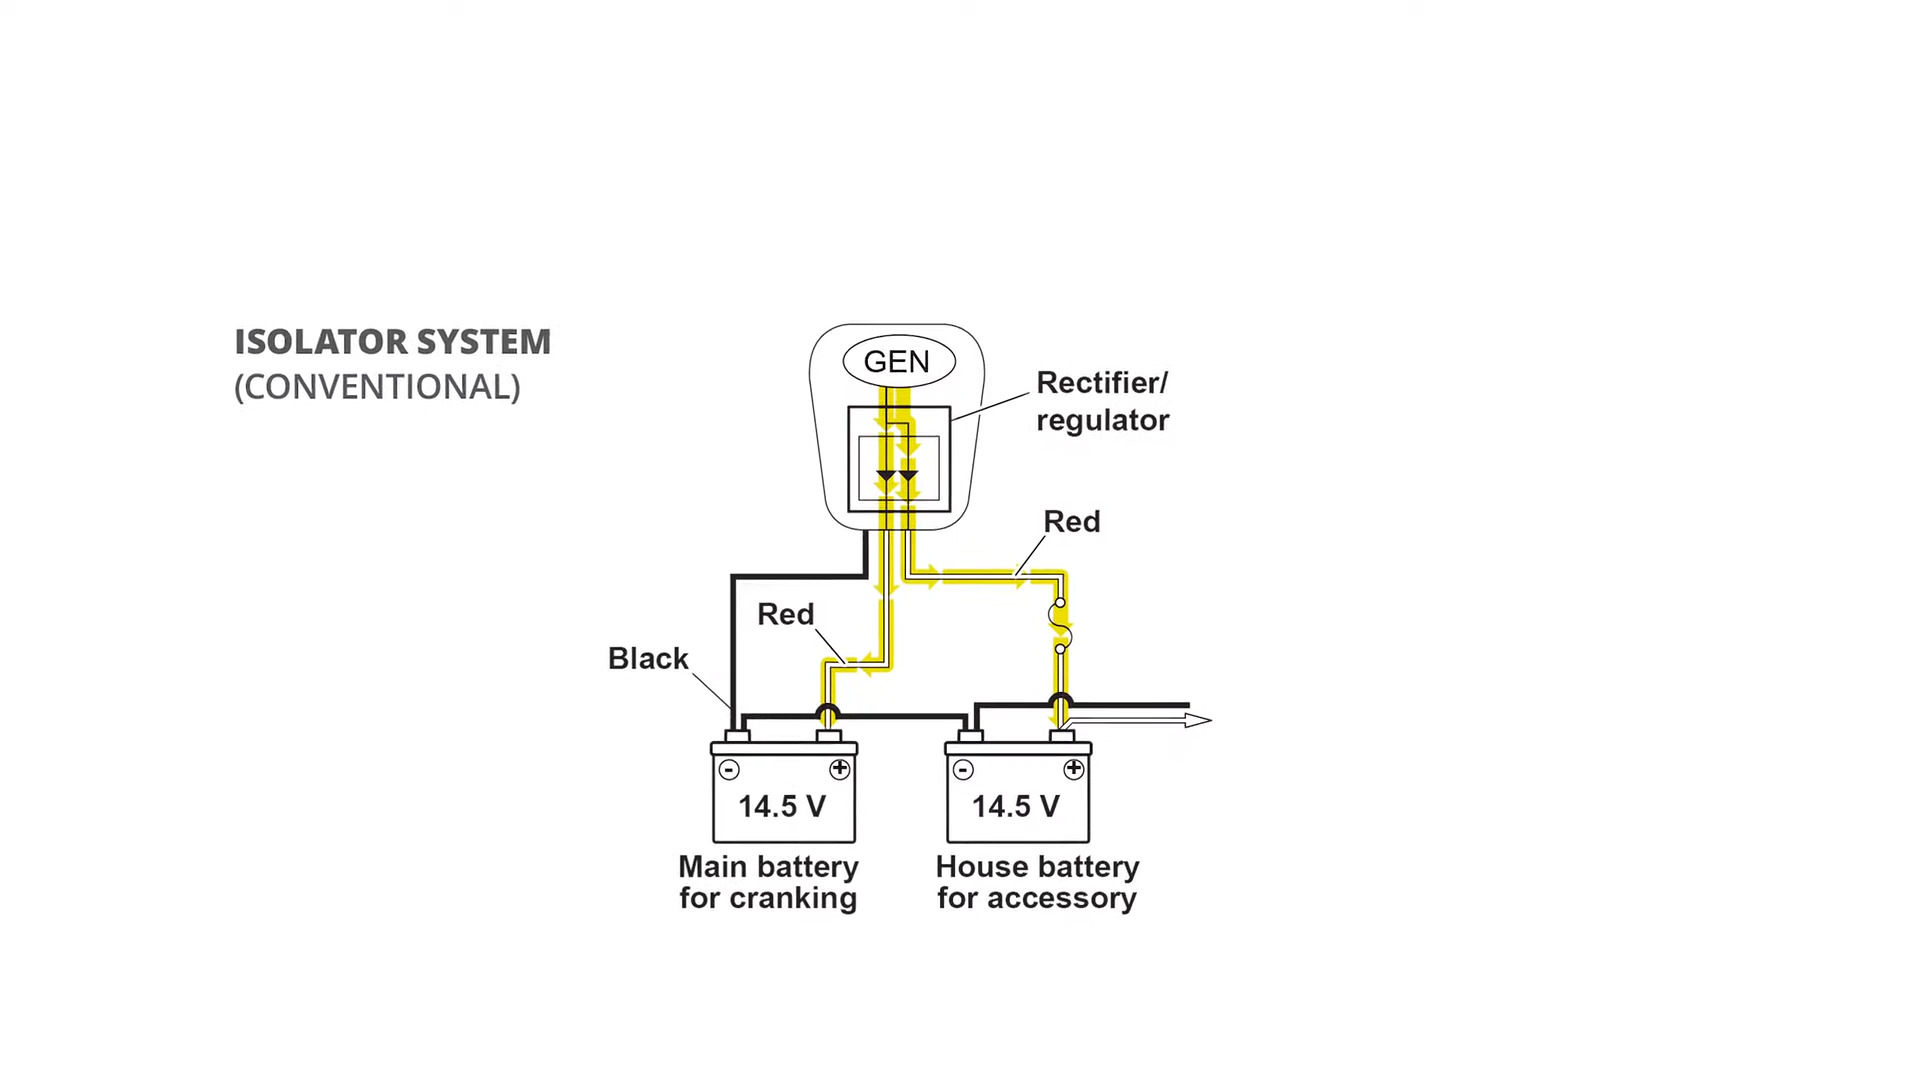 ISOLATOR SYSTEM
(CONVENTIONAL)
GEN
Rectifier/
regulator
Red
Red
Black
- +
14.5 V
- +
14.5 V
Main battery
for cranking
House battery
for accessory